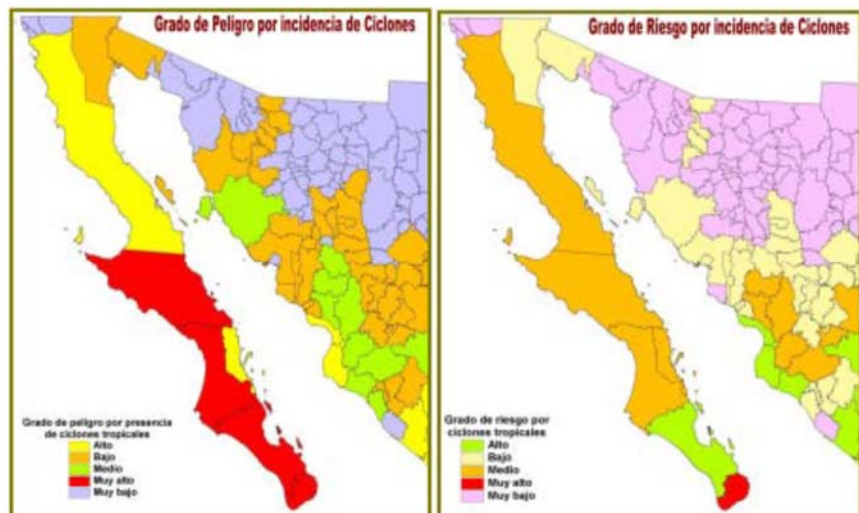 Grado de Peligro por incidencia de Ciclones
Grado de peligro por presencia
de ciclones tropicales
Alto
Bajo
Medio
Muy alto
Muy bajo
Grado de Riesgo por incidencia de Ciclones
Grado de riesgo por
ciclones tropicales
Alto
Bajo
Medio
Muy alto
Muy bajo